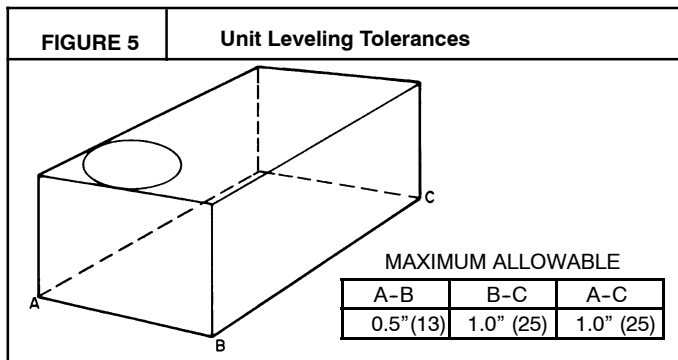 FIGURE 5
Unit Leveling Tolerances
A
B
C
MAXIMUM ALLOWABLE
A-B B-C A-C
0.5”(13) 1.0” (25) 1.0” (25)